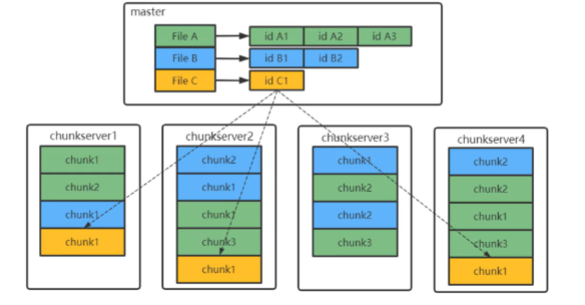 master
File A id A1 id A2 id A3
File B id B1 id B2
File C id C1
chunkserver1
chunk1
chunk2
chunk1
chunk1
chunkserver2
chunk2
chunk1
chunk1
chunk3
chunk1
chunkserver3
chunk1
chunk2
chunk2
chunk3
chunkserver4
chunk2
chunk2
chunk1
chunk3
chunk1